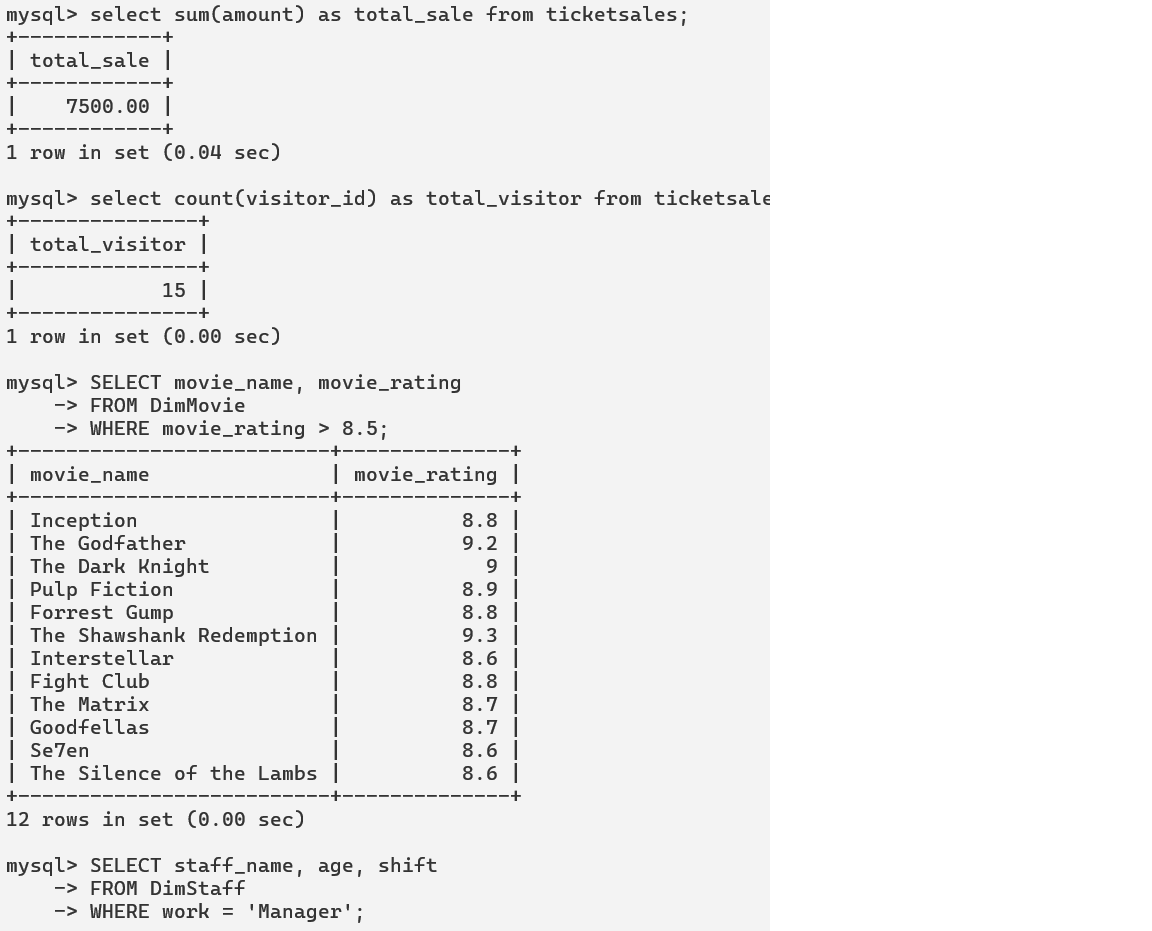 mysql> select sum(amount) as total_sale from ticketsales;
+------------+
| total_sale |
+------------+
|    7500.00 |
+------------+
1 row in set (0.04 sec)

mysql> select count(visitor_id) as total_visitor from ticketsale
+---------------+
| total_visitor |
+---------------+
|            15 |
+---------------+
1 row in set (0.00 sec)

mysql> SELECT movie_name, movie_rating
    -> FROM DimMovie
    -> WHERE movie_rating > 8.5;
+--------------------------+--------------+
| movie_name               | movie_rating |
+--------------------------+--------------+
| Inception                |          8.8 |
| The Godfather            |          9.2 |
| The Dark Knight          |            9 |
| Pulp Fiction             |          8.9 |
| Forrest Gump             |          8.8 |
| The Shawshank Redemption |          9.3 |
| Interstellar             |          8.6 |
| Fight Club               |          8.8 |
| The Matrix               |          8.7 |
| Goodfellas               |          8.7 |
| Se7en                    |          8.6 |
| The Silence of the Lambs |          8.6 |
+--------------------------+--------------+
12 rows in set (0.00 sec)

mysql> SELECT staff_name, age, shift
    -> FROM DimStaff
    -> WHERE work = 'Manager';